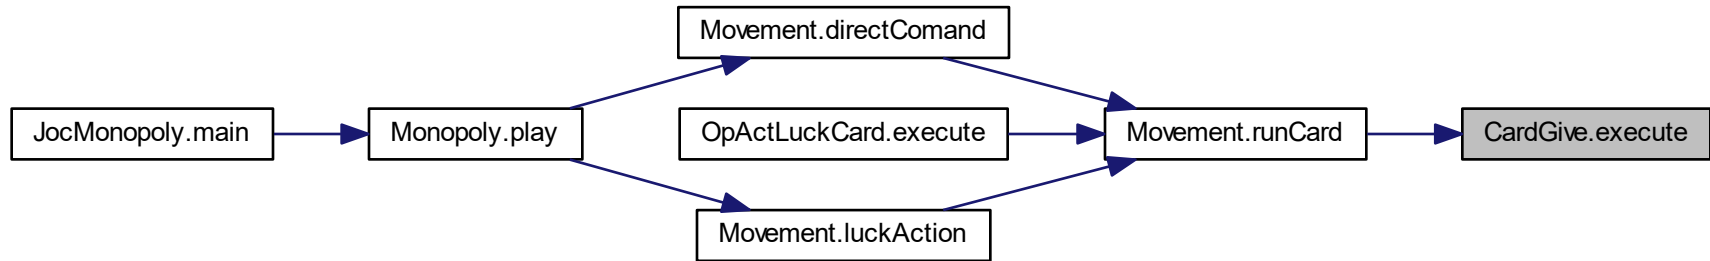 Movement.directComand
JocMonopoly.main
Monopoly.play
OpActLuckCard.execute
Movement.runCard
CardGive.execute
Movement.luckAction